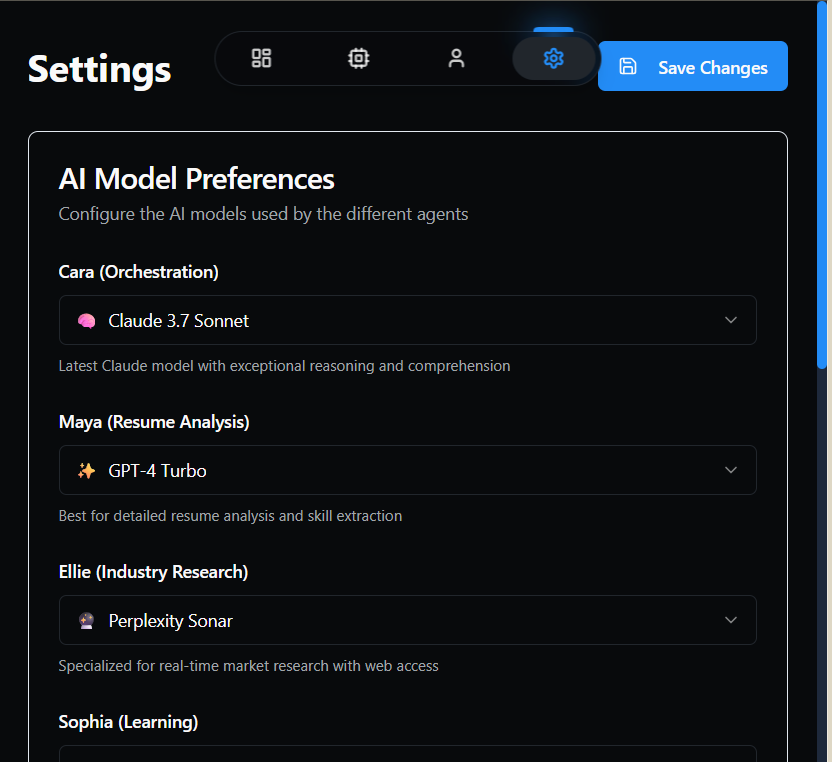 Settings
Save Changes
AI Model Preferences
Configure the AI models used by the different agents
Cara (Orchestration)
Claude 3.7 Sonnet
Latest Claude model with exceptional reasoning and comprehension
Maya (Resume Analysis)
GPT-4 Turbo
Best for detailed resume analysis and skill extraction
Ellie (Industry Research)
Perplexity Sonar
Specialized for real-time market research with web access
Sophia (Learning)